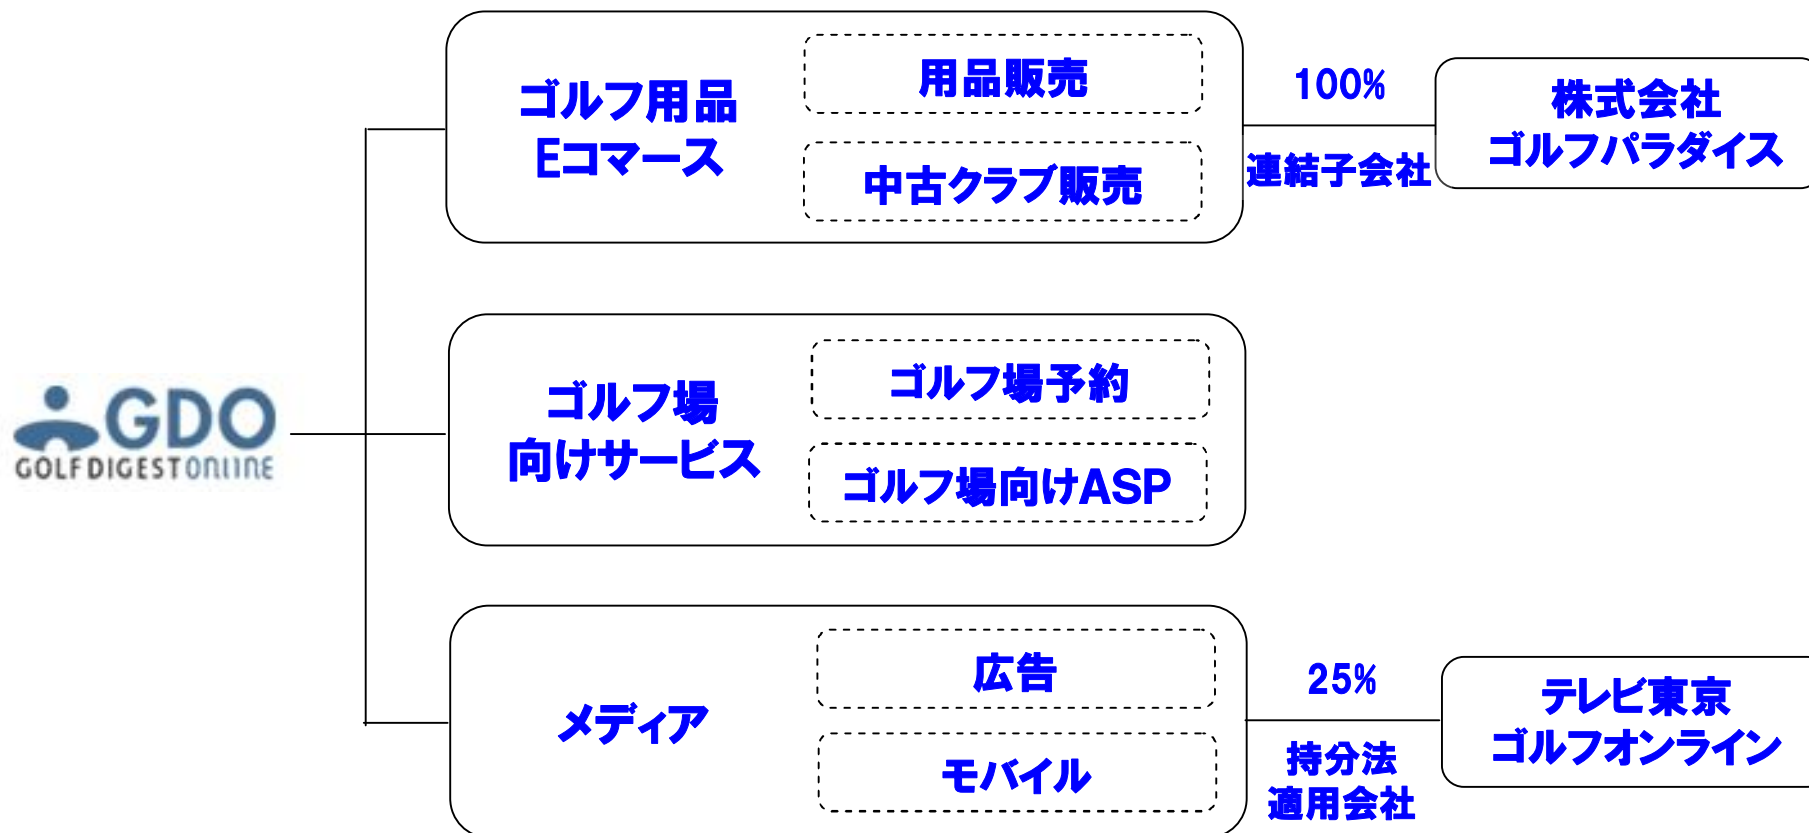 GDO
GOLFDIGESTONLINE
ゴルフ用品
Eコマース
用品販売
中古クラブ販売
100%
連結子会社
株式会社
ゴルフパラダイス
ゴルフ場
向けサービス
ゴルフ場予約
ゴルフ場向けASP
メディア
広告
モバイル
25%
持分法
適用会社
テレビ東京
ゴルフオンライン